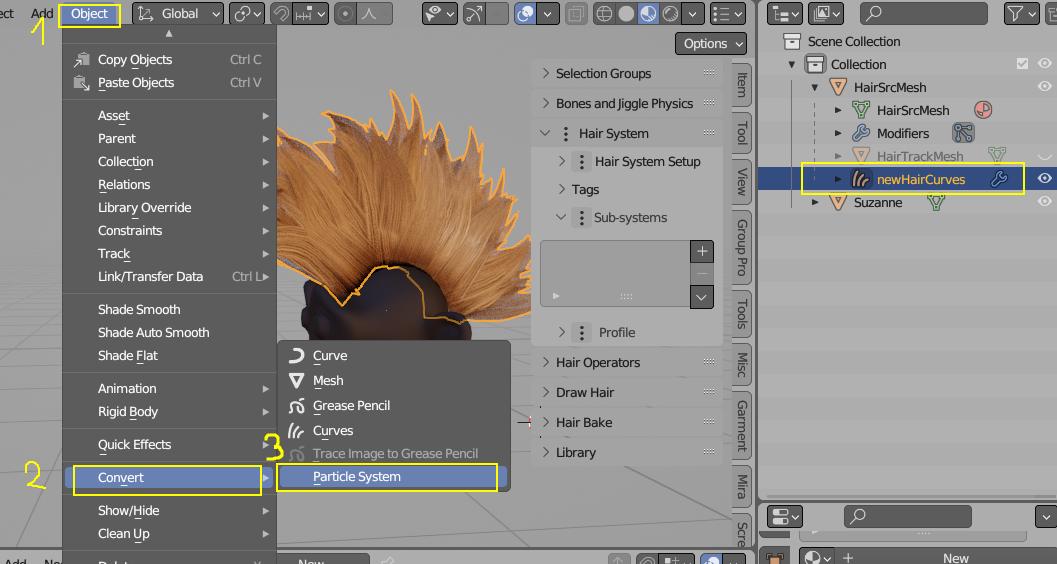 ect Add Object Global
1
Options
Copy Objects Ctrl C
Paste Objects Ctrl V
Asset
Parent
Collection
Relations
Library Override
Constraints
Track
Link/Transfer Data Ctrl L
Shade Smooth
Shade Auto Smooth
Shade Flat
Animation
Rigid Body
Quick Effects
Convert
Show/Hide
Clean Up
2
3
Curve
Mesh
Grease Pencil
Curves
Trace Image to Grease Pencil
Particle System
Selection Groups
Bones and Jiggle Physics
Hair System
Hair System Setup
Tags
Sub-systems
Profile
Hair Operators
Draw Hair
Hair Bake
Library
Item
Tool
View
Group Pro
Tools
Misc
Garment
Mira
Scre
Scene Collection
Collection
HairSrcMesh
HairSrcMesh
Modifiers
HairTrackMesh
newHairCurves
Suzanne
Add
New
New